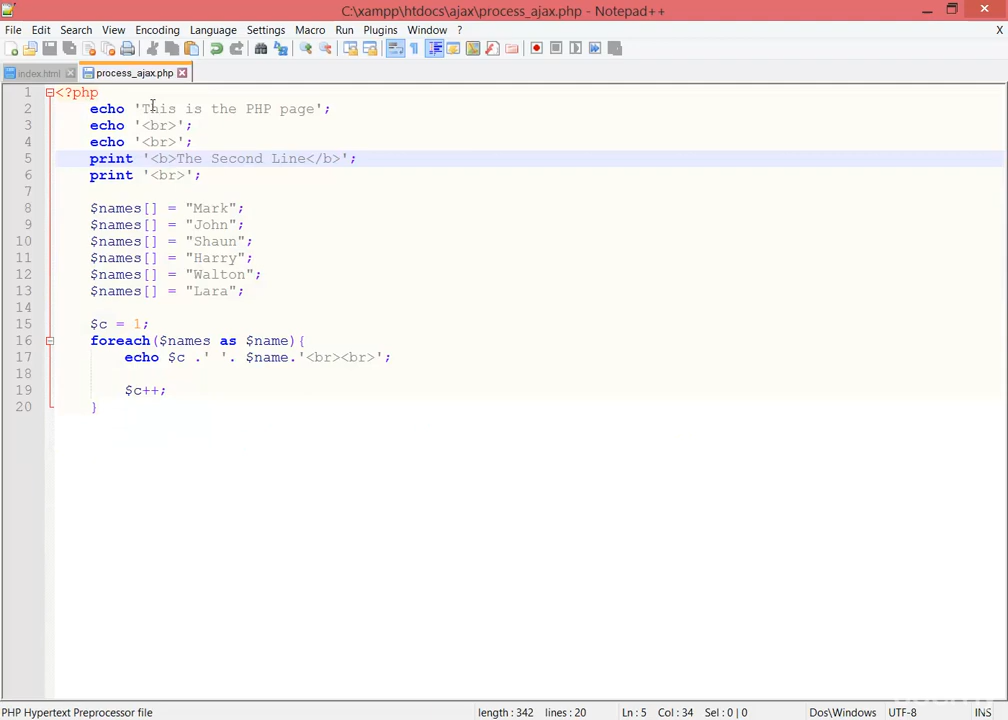 C:\xampp\htdocs\ajax\process_ajax.php - Notepad++
File Edit Search View Encoding Language Settings Macro Run Plugins Window ? X
index.html process_ajax.php
1 <?php
2 echo 'This is the PHP page';
3 echo '<br>';
4 echo '<br>';
5 print '<b>The Second Line</b>';
6 print '<br>';
7
8 $names[] = "Mark";
9 $names[] = "John";
10 $names[] = "Shaun";
11 $names[] = "Harry";
12 $names[] = "Walton";
13 $names[] = "Lara";
14
15 $c = 1;
16 foreach($names as $name){
17 echo $c .' '. $name.'<br><br>';
18
19 $c++;
20 }
PHP Hypertext Preprocessor file length : 342 lines : 20 Ln : 5 Col : 34 Sel : 0 | 0 Dos\Windows UTF-8 INS